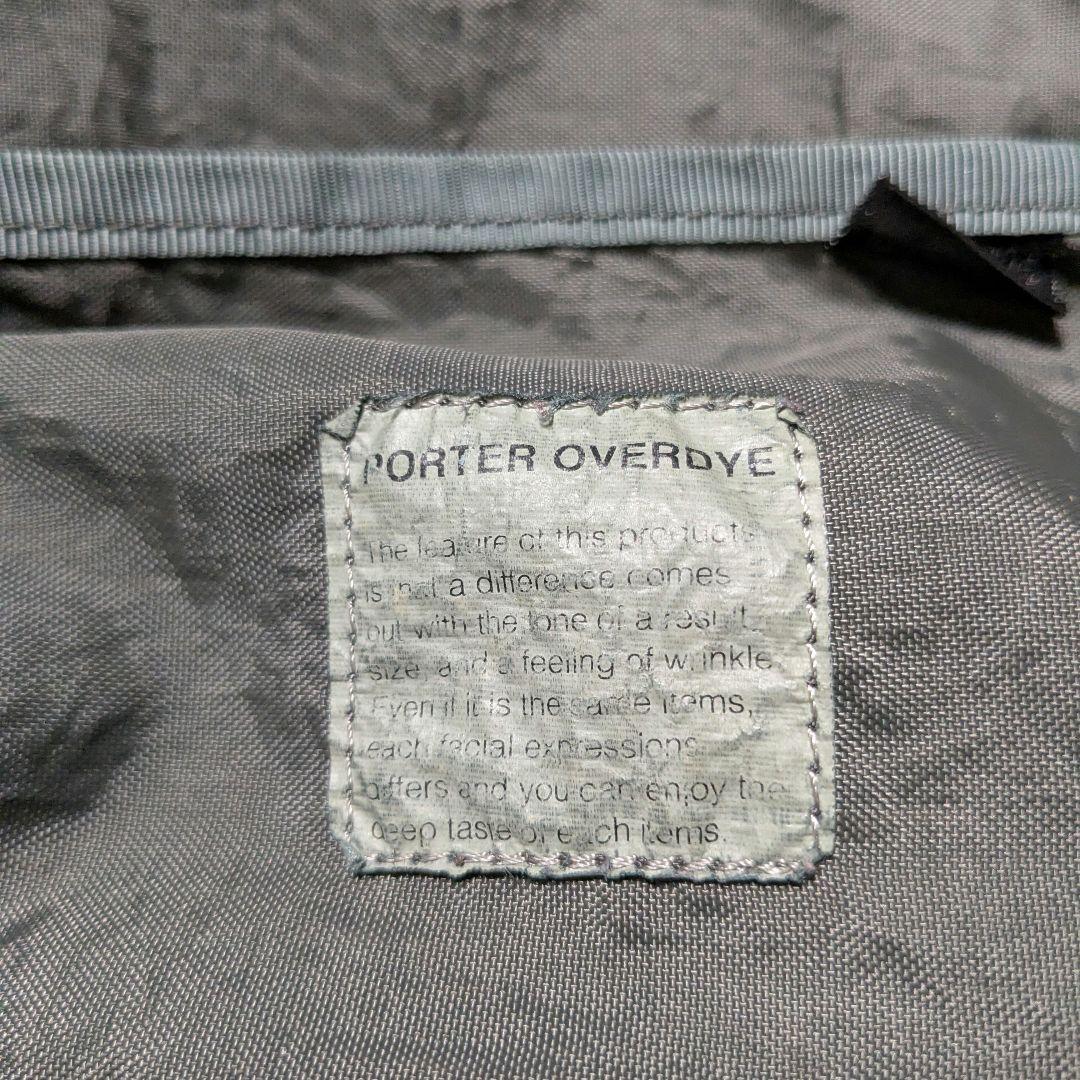 PORTER OVERDYE
The feature of this products
is that a difference comes
out with the tone of a result,
size, and a feeling of wrinkle.
Even if it is the same items,
each facial expressions
differs and you can enjoy the
deep taste of each items.